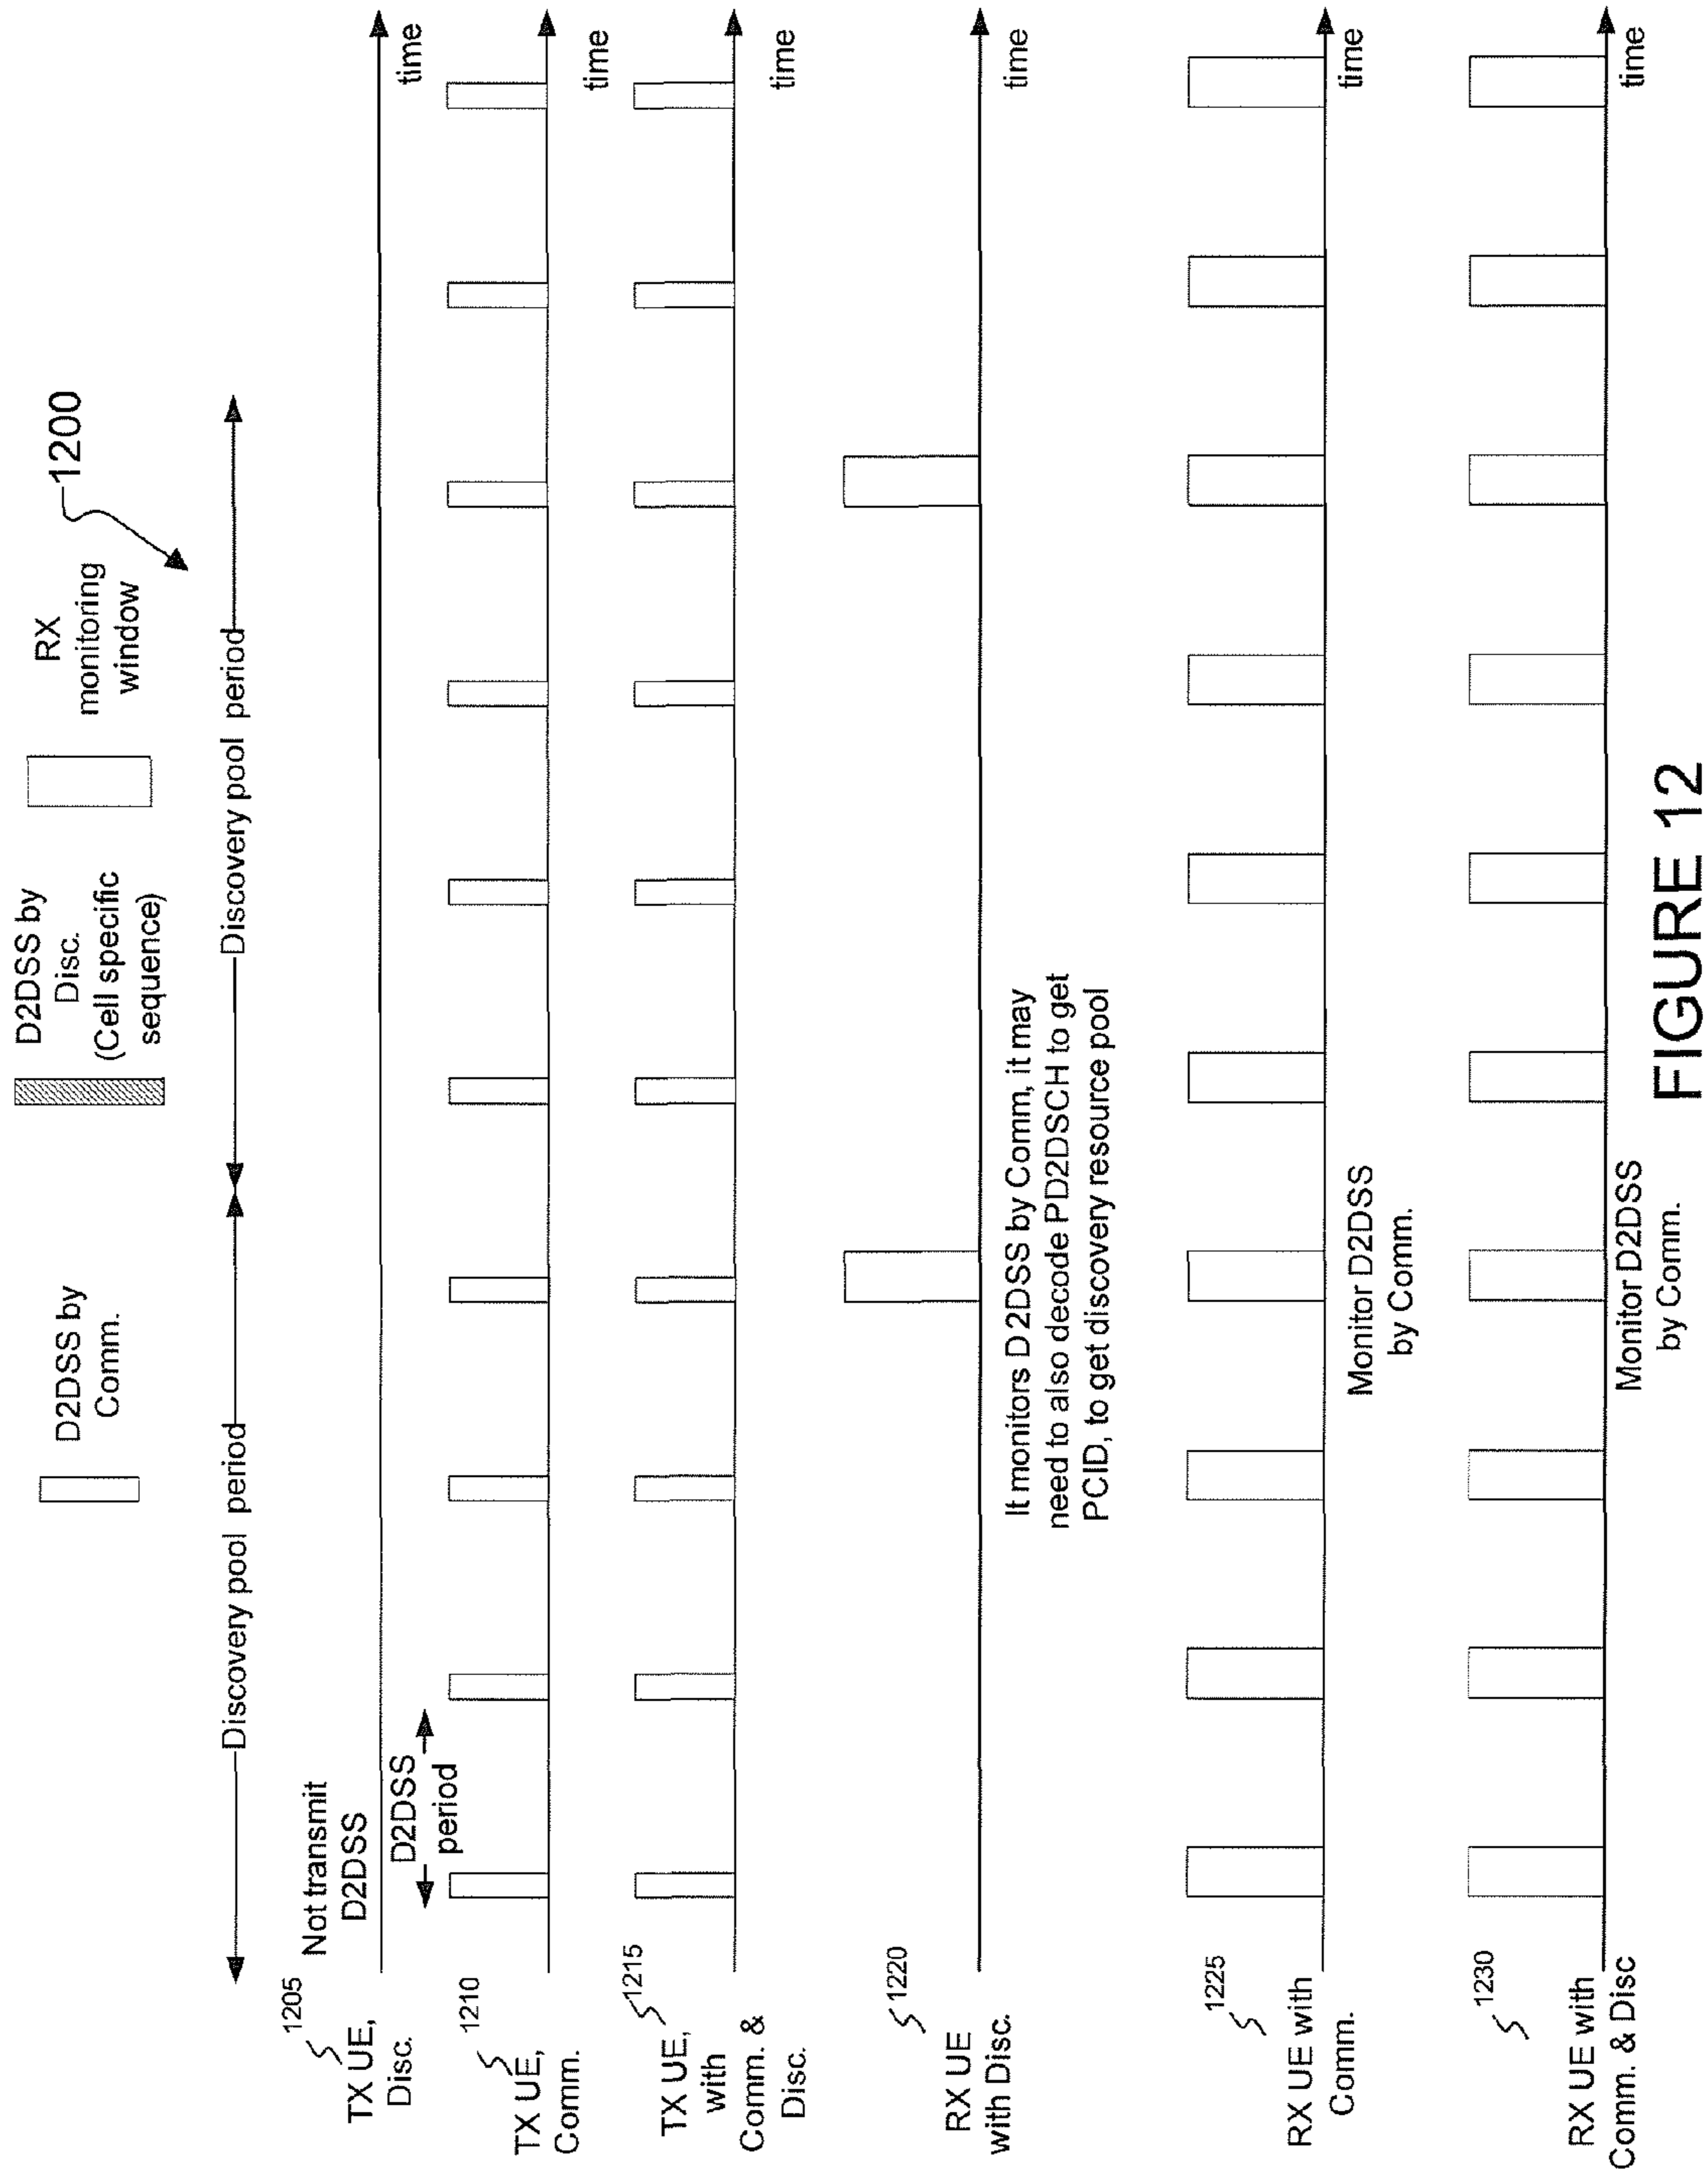 D2DSS by
Comm.
D2DSS by
Disc.
(Cell specific
sequence)
RX
monitoring
window
1200
Discovery pool period
Discovery pool period
1205
TX UE,
Disc.
Not transmit
D2DSS
time
D2DSS
period
1210
TX UE,
Comm.
time
1215
TX UE,
with
Comm. &
Disc.
time
1220
RX UE
with Disc.
time
It monitors D2DSS by Comm, it may
need to also decode PD2DSCH to get
PCID, to get discovery resource pool
1225
RX UE with
Comm.
time
Monitor D2DSS
by Comm.
1230
RX UE with
Comm. & Disc
time
Monitor D2DSS
by Comm.
FIGURE 12